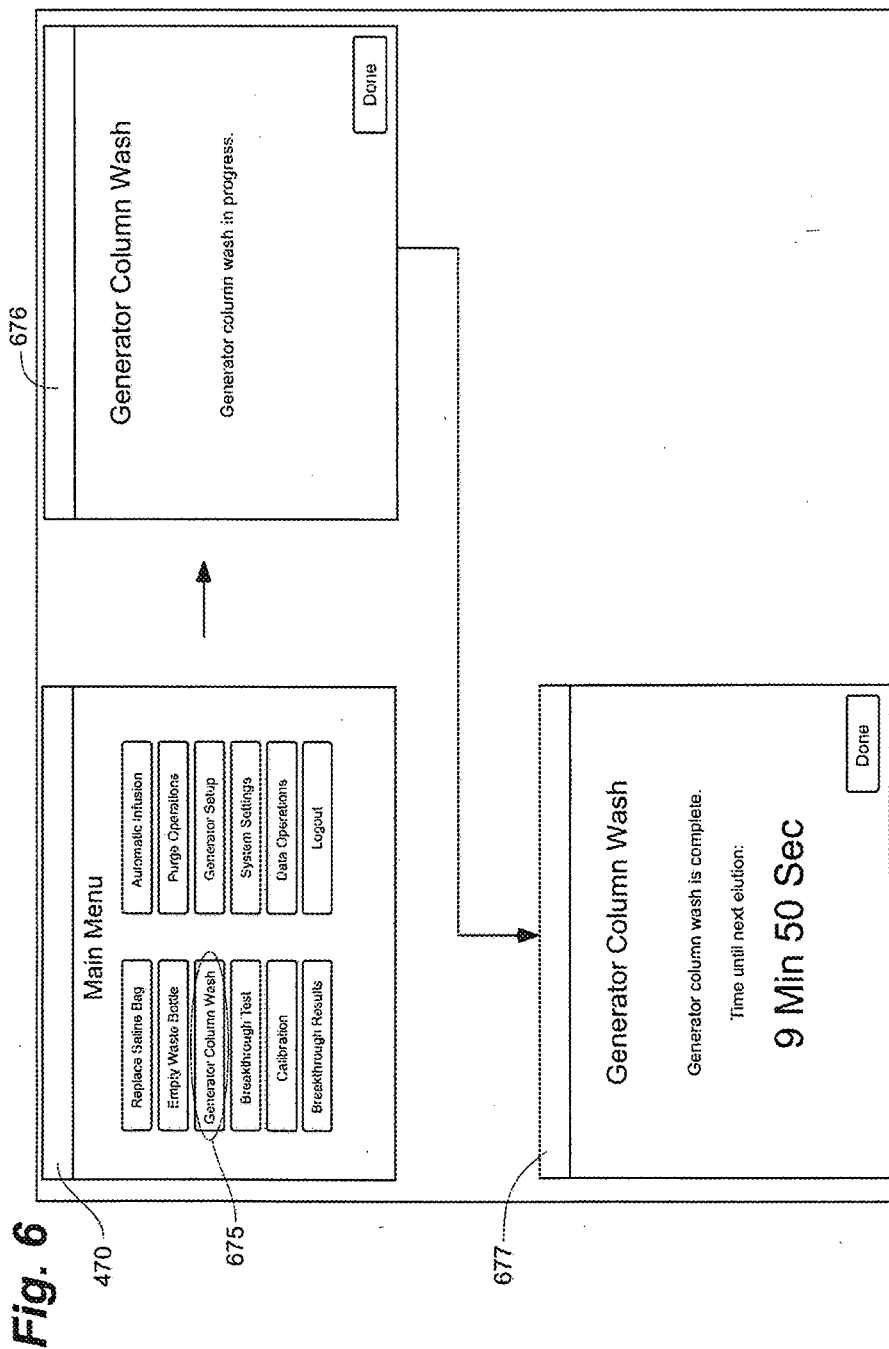 Fig. 6
470
Main Menu
Replace Saline Bag
Automatic Infusion
Empty Waste Bottle
Purge Operations
Generator Column Wash
Generator Setup
Breakthrough Test
System Settings
Calibration
Data Operations
Breakthrough Results
Logout
675
676
Generator Column Wash
Generator column wash in progress.
Done
677
Generator Column Wash
Generator column wash is complete.
Time until next elution:
9 Min 50 Sec
Done